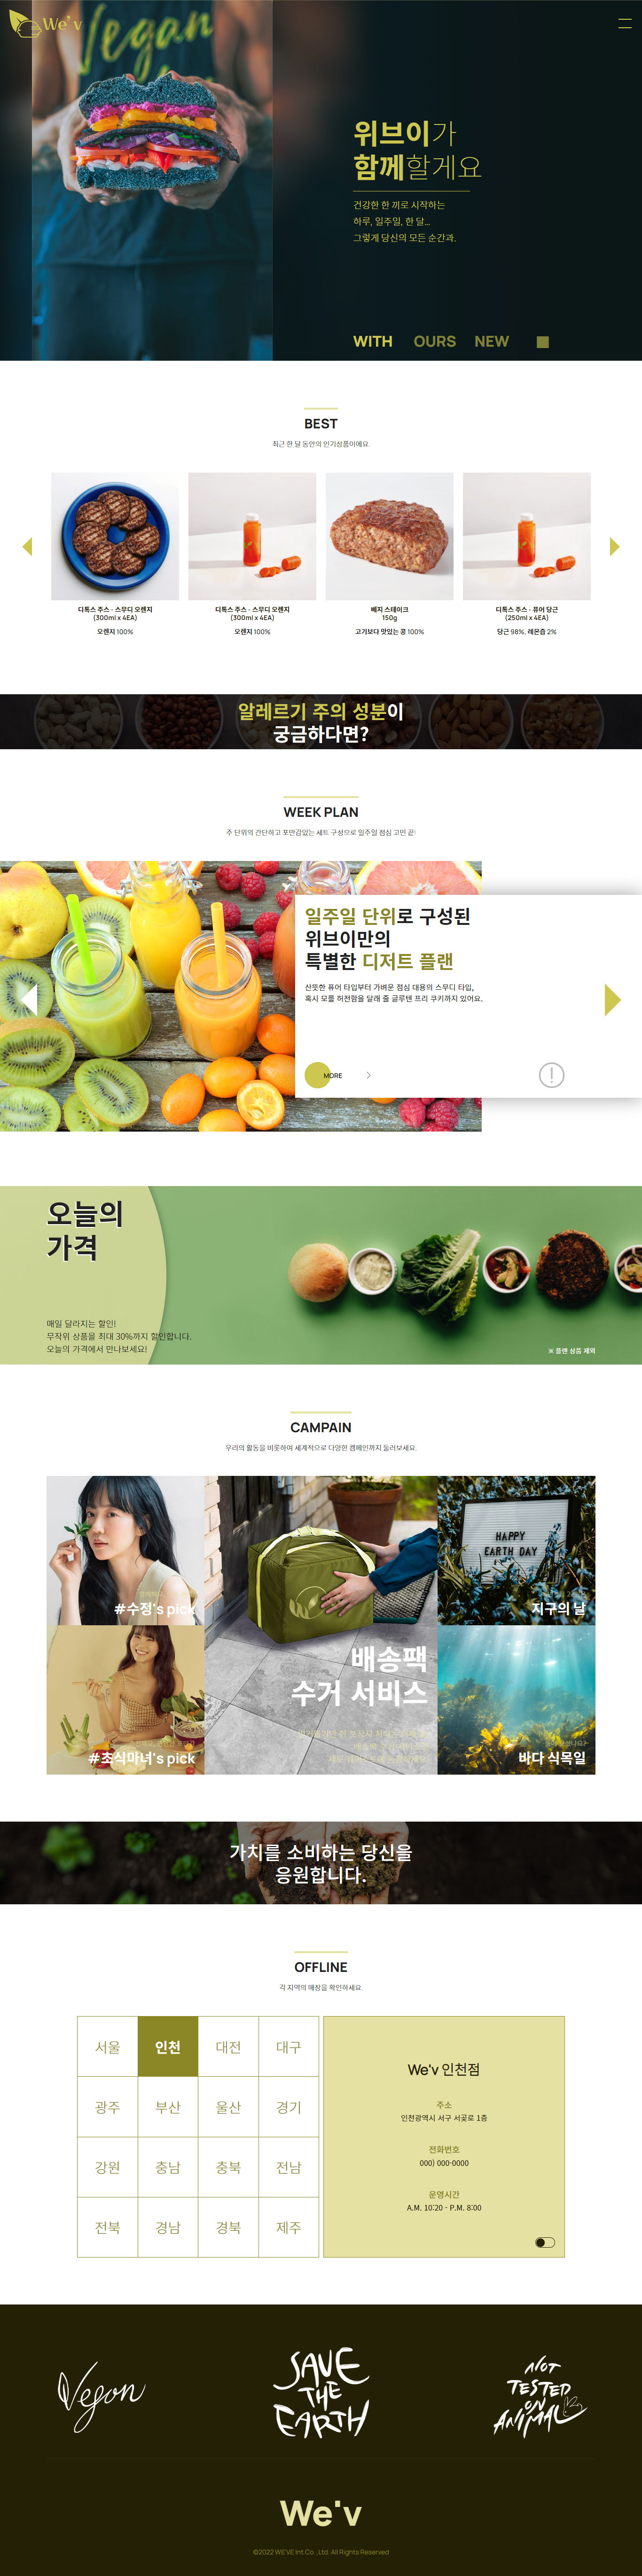 We'v
Vegan
위브이가
함께할게요
건강한 한 끼로 시작하는
하루, 일주일, 한 달...
그렇게 당신의 모든 순간과.
WITH OURS NEW
BEST
최근 한 달 동안의 인기상품이에요.
디톡스 주스 - 스무디 오렌지
(300ml x 4EA)
오렌지 100%
디톡스 주스 - 스무디 오렌지
(300ml x 4EA)
오렌지 100%
베지 스테이크
150g
고기보다 맛있는 콩 100%
디톡스 주스 - 퓨어 당근
(250ml x 4EA)
당근 98%, 레몬즙 2%
알레르기 주의 성분이
궁금하다면?
WEEK PLAN
주 단위의 간단하고 포만감있는 세트 구성으로 일주일 점심 고민 끝!
일주일 단위로 구성된
위브이만의
특별한 디저트 플랜
산뜻한 퓨어 타입부터 가벼운 점심 대용의 스무디 타입,
혹시 모를 허전함을 달래 줄 글루텐 프리 쿠키까지 있어요.
MORE
오늘의
가격
매일 달라지는 할인!
무작위 상품을 최대 30%까지 할인합니다.
오늘의 가격에서 만나보세요!
※ 플랜 상품 제외
CAMPAIN
우리의 활동을 비롯하여 세계적으로 다양한 캠페인까지 둘러보세요.
#수정's pick
#초식마녀's pick
배송팩
수거 서비스
HAPPY
EARTH DAY
지구의 날
바다 식목일
가치를 소비하는 당신을
응원합니다.
OFFLINE
각 지역의 매장을 확인하세요.
서울 인천 대전 대구
광주 부산 울산 경기
강원 충남 충북 전남
전북 경남 경북 제주
We'v 인천점
주소
인천광역시 서구 서곶로 1층
전화번호
000) 000-0000
운영시간
A.M. 10:20 - P.M. 8:00
Vegan
SAVE
THE
EARTH
NOT
TESTED
ON
ANIMAL
We'v
©2022 WE'VE Int.Co. ,Ltd. All Rights Reserved